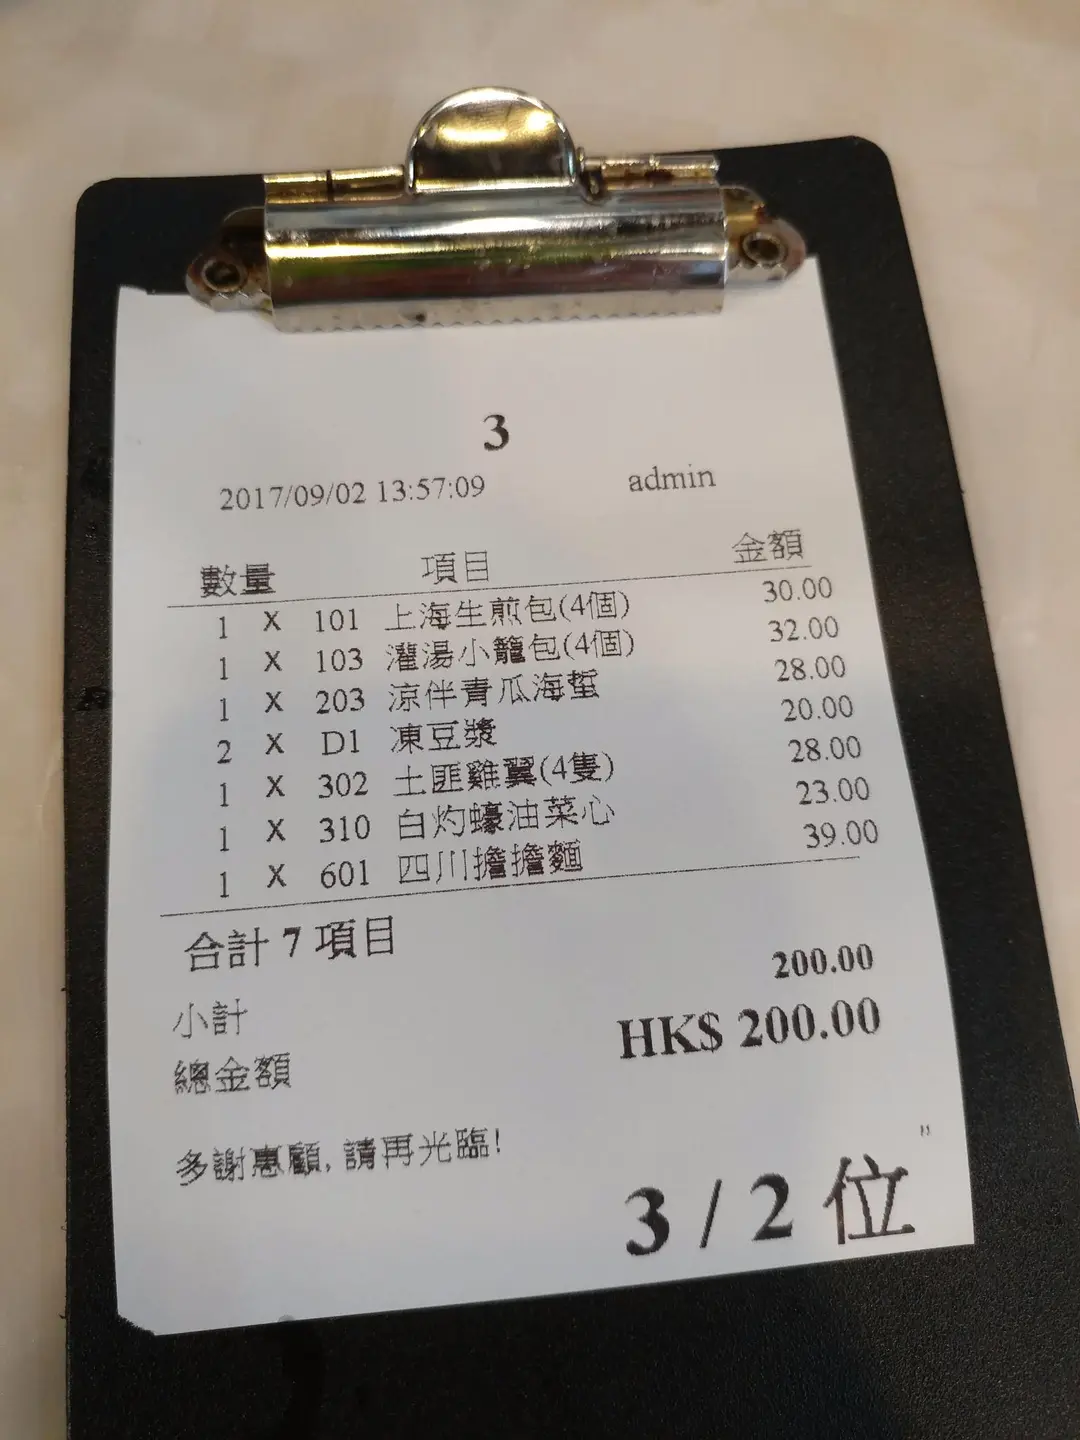 3
2017/09/02 13:57:09 admin
數量 項目 金額
1 X 101 上海生煎包(4個) 30.00
1 X 103 灌湯小籠包(4個) 32.00
1 X 203 涼伴青瓜海蜇 28.00
2 X D1 凍豆漿 20.00
1 X 302 土匪雞翼(4隻) 28.00
1 X 310 白灼蠔油菜心 23.00
1 X 601 四川擔擔麵 39.00
合計 7 項目
小計 200.00
總金額 HK$ 200.00
多謝惠顧, 請再光臨!
"
3 / 2 位